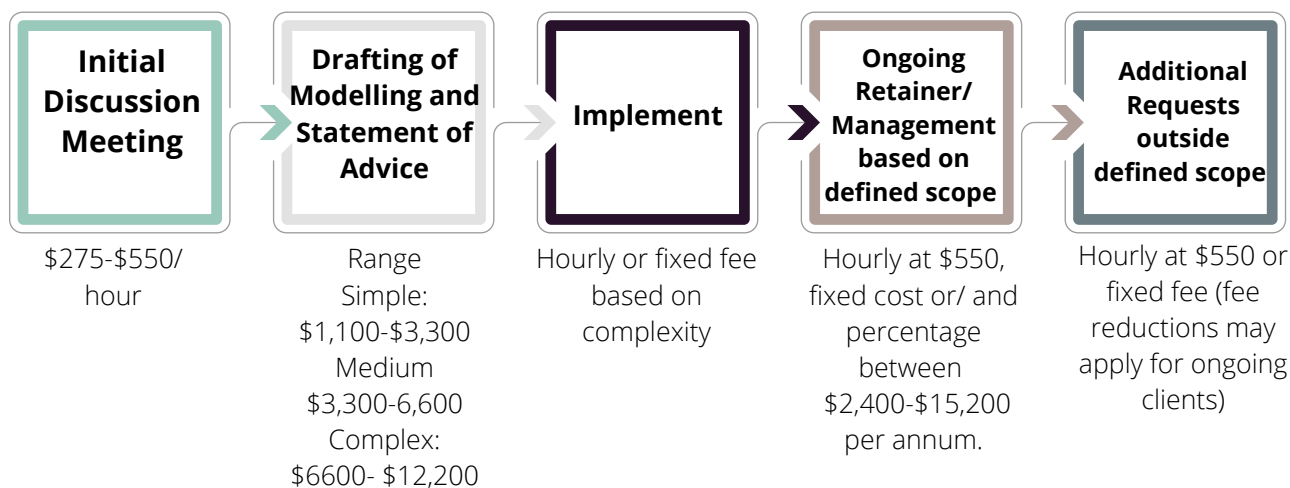 Initial
Discussion
Meeting
$275-$550/
hour
Drafting of
Modelling and
Statement of
Advice
Range
Simple:
$1,100-$3,300
Medium
$3,300-6,600
Complex:
$6600- $12,200
Implement
Hourly or fixed fee
based on
complexity
Ongoing
Retainer/
Management
based on
defined scope
Hourly at $550,
fixed cost or/ and
percentage
between
$2,400-$15,200
per annum.
Additional
Requests
outside
defined scope
Hourly at $550 or
fixed fee (fee
reductions may
apply for ongoing
clients)